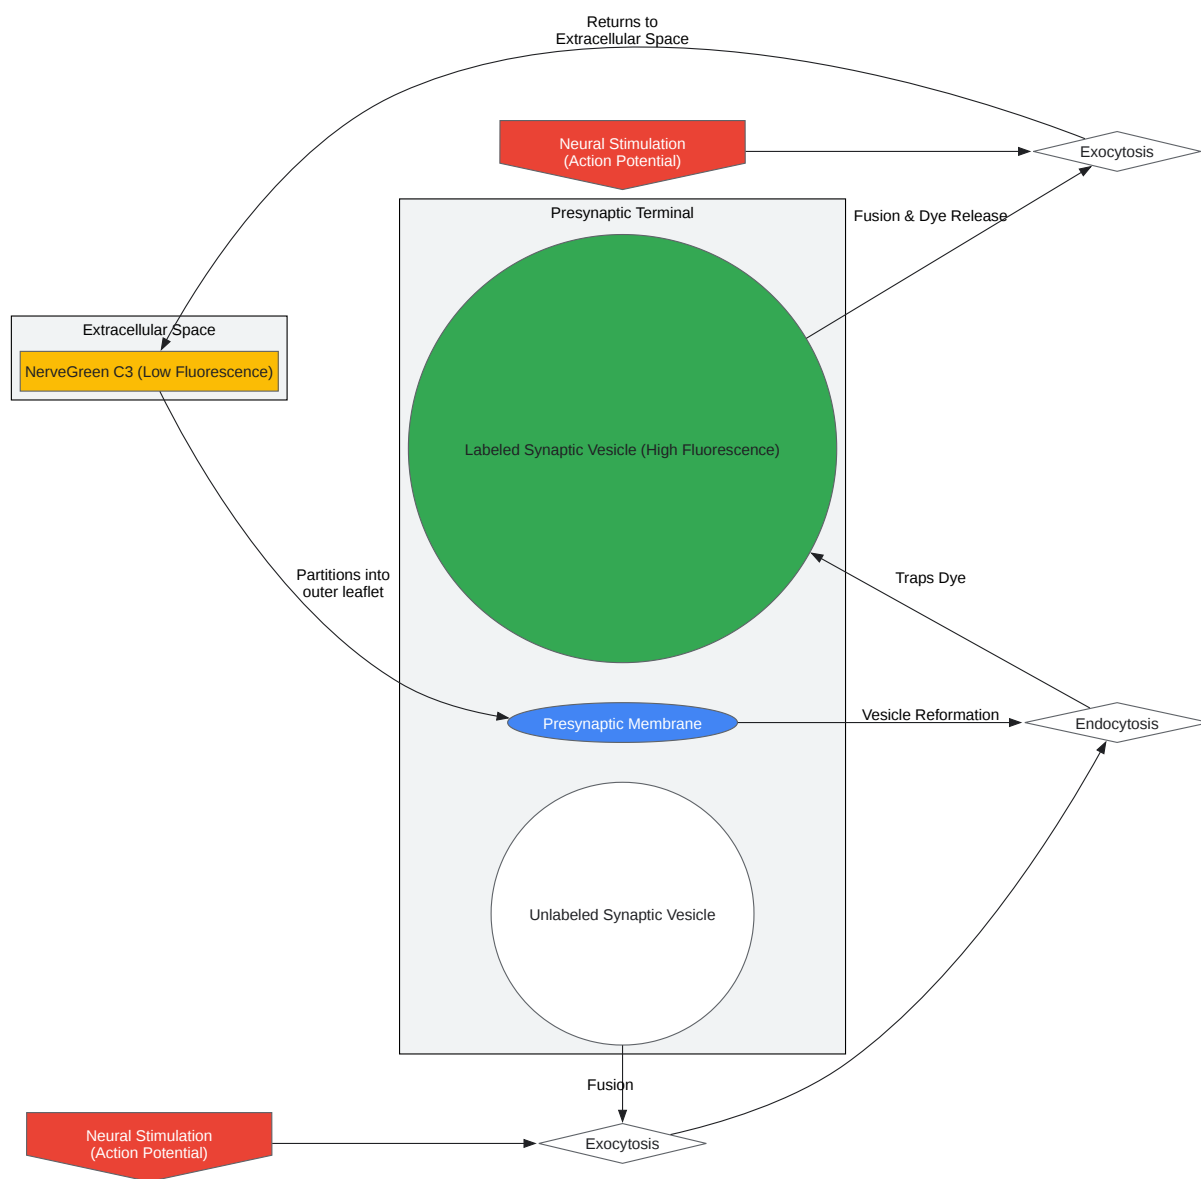 Returns to
Extracellular Space
Neural Stimulation
(Action Potential)
Exocytosis
Presynaptic Terminal
Fusion & Dye Release
Extracellular Space
NerveGreen C3 (Low Fluorescence)
Labeled Synaptic Vesicle (High Fluorescence)
Partitions into
outer leaflet
Traps Dye
Presynaptic Membrane
Vesicle Reformation
Endocytosis
Unlabeled Synaptic Vesicle
Fusion
Neural Stimulation
(Action Potential)
Exocytosis